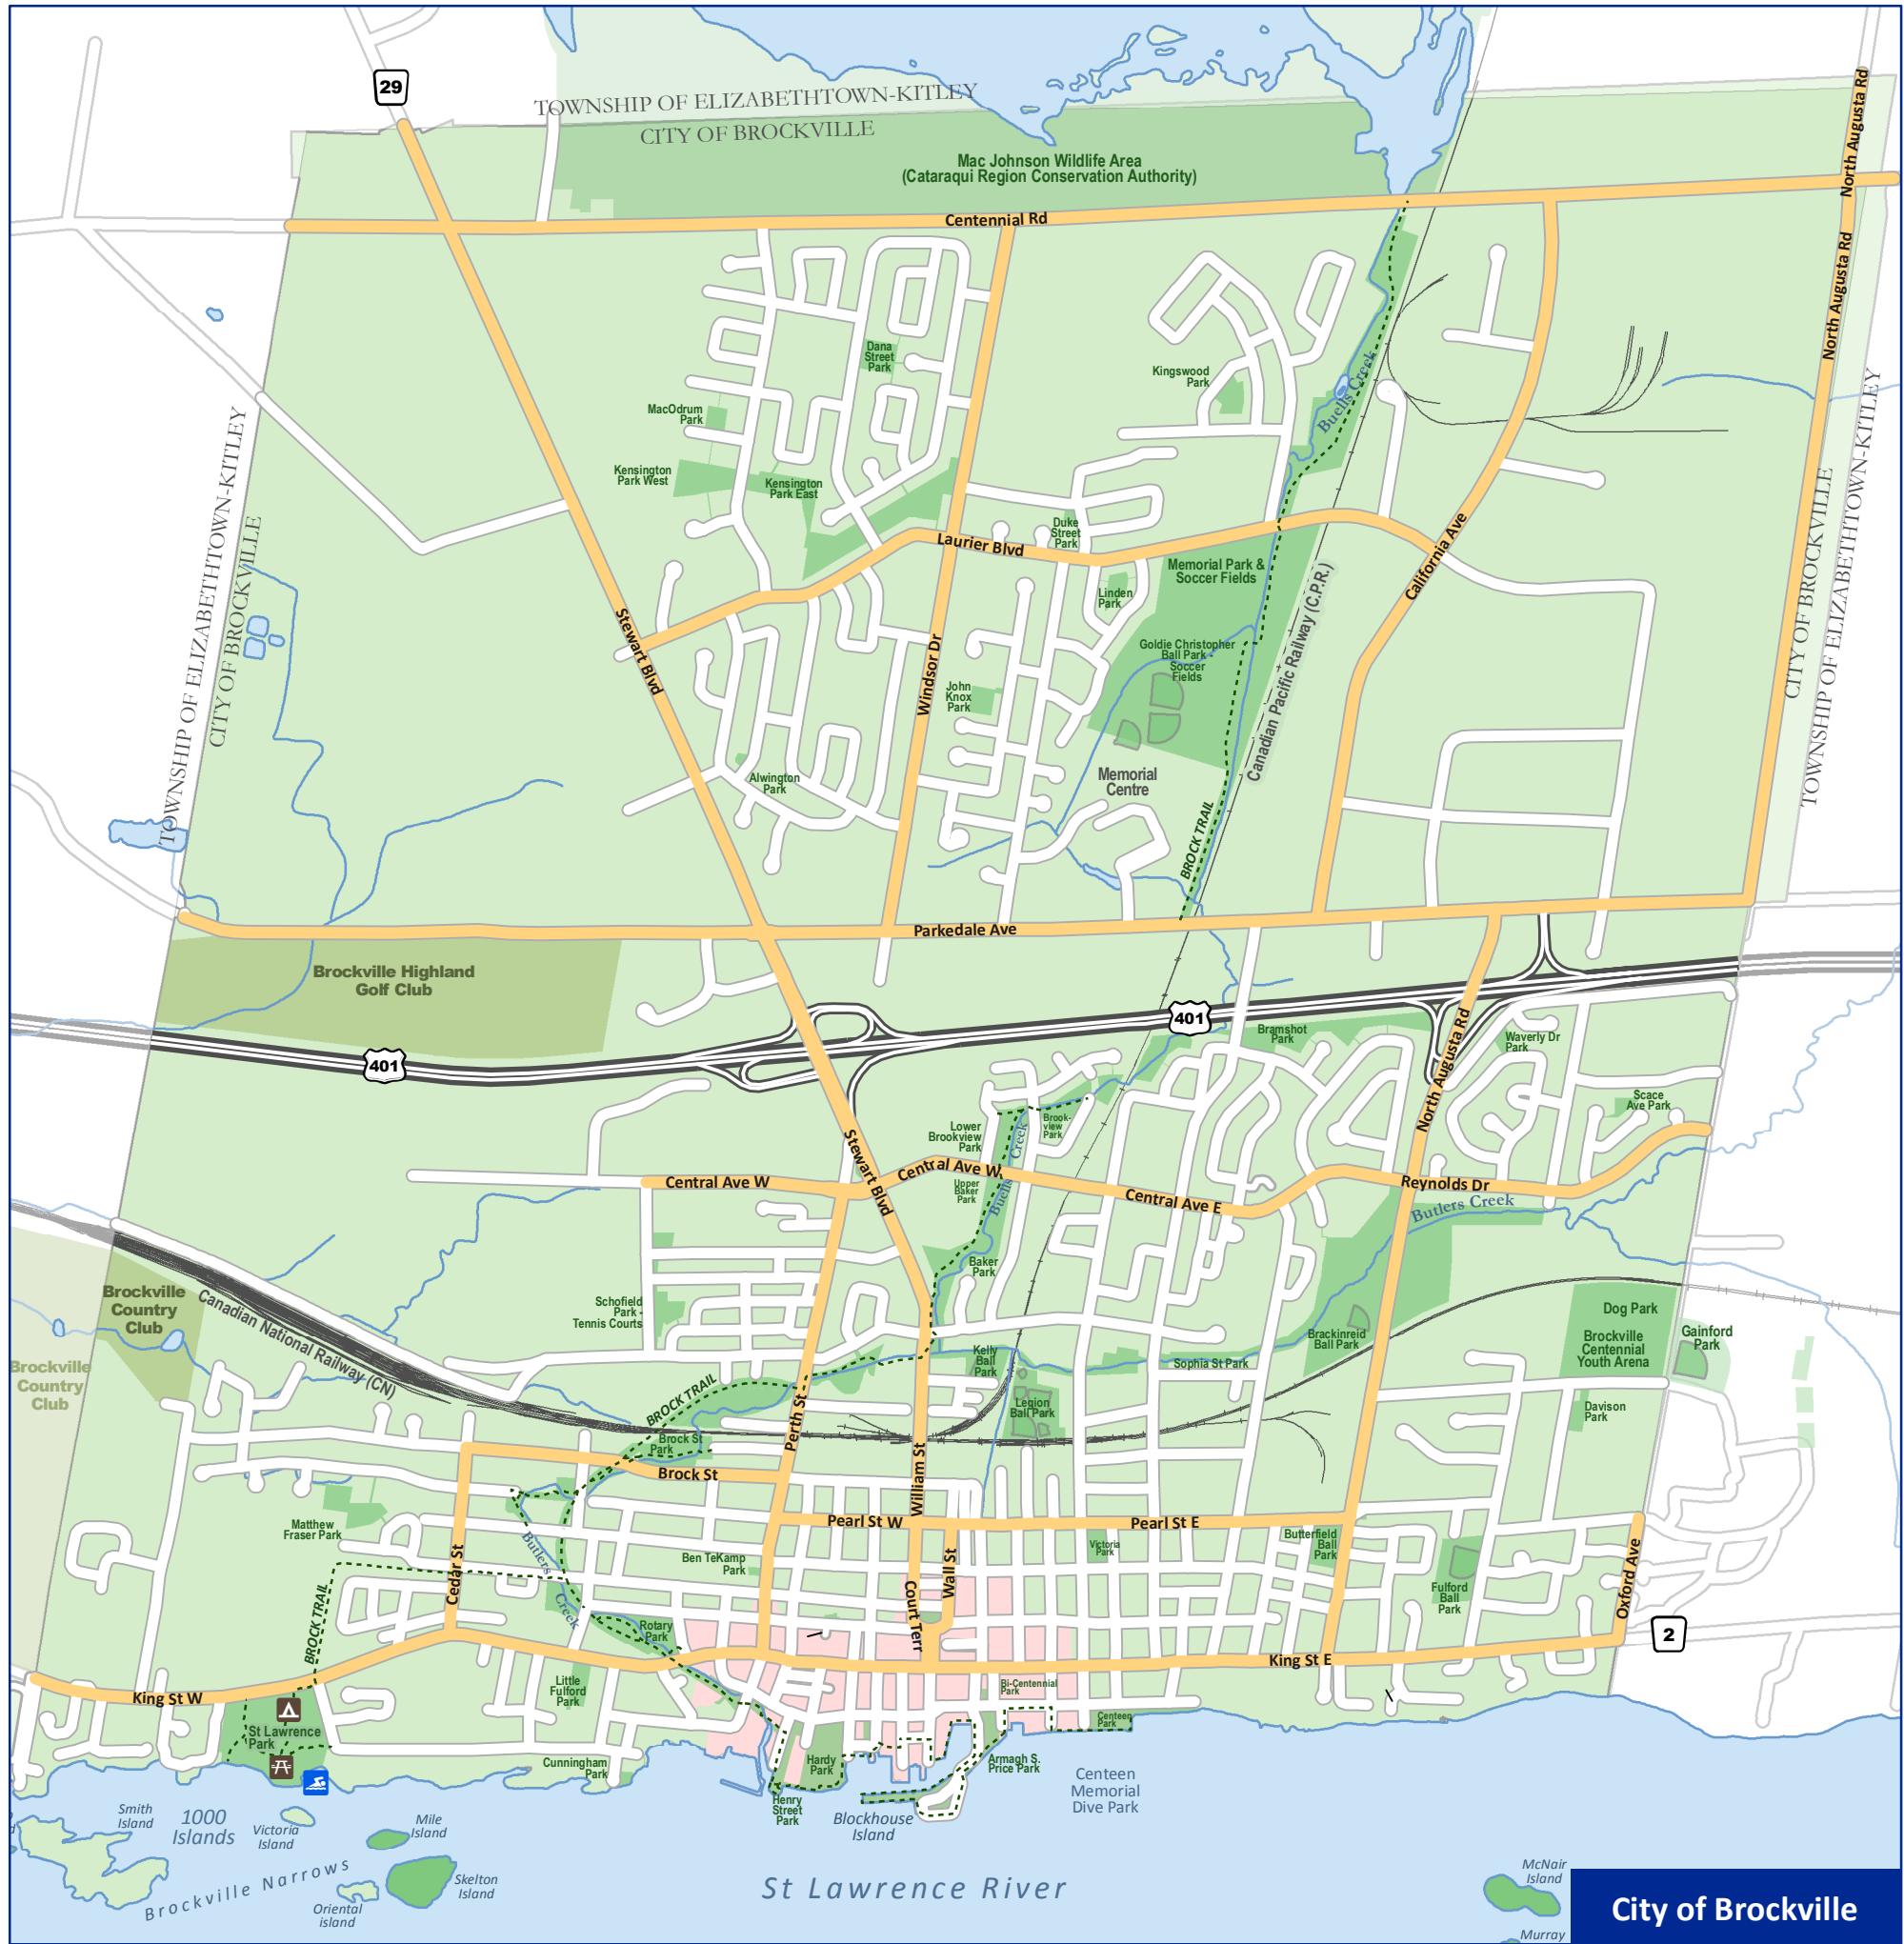 29
TOWNSHIP OF ELIZABETHTOWN-KITLEY
CITY OF BROCKVILLE
Mac Johnson Wildlife Area
(Cataraqui Region Conservation Authority)
North Augusta Rd
Centennial Rd
North Augusta Rd
Dana
Street
Park
Kingswood
Park
Buells Creek
MacOdrum
Park
Kensington
Park West
Kensington
Park East
TOWNSHIP OF ELIZABETHTOWN-KITLEY
CITY OF BROCKVILLE
CITY OF BROCKVILLE
TOWNSHIP OF ELIZABETHTOWN-KITLEY
Duke
Street
Park
Laurier Blvd
Memorial Park &
Soccer Fields
California Ave
Linden
Park
Stewart Blvd
Windsor Dr
Goldie Christopher
Ball Park -
Soccer
Fields
Canadian Pacific Railway (C.P.R.)
John
Knox
Park
Alwington
Park
Memorial
Centre
BROCK TRAIL
Parkedale Ave
Brockville Highland
Golf Club
401
401
Bramshot
Park
Waverly Dr
Park
North Augusta Rd
Scace
Ave Park
Lower
Brookview
Park
Brook-
view
Park
Buells Creek
Stewart Blvd
Central Ave W
Central Ave W
Upper
Baker
Park
Central Ave E
Reynolds Dr
Butlers Creek
Baker
Park
Brockville
Country
Club
Canadian National Railway (CN)
Schofield
Park -
Tennis Courts
Dog Park
Brockville
Centennial
Youth Arena
Gainford
Park
Brackinreid
Ball Park
Brockville
Country
Club
Kelly
Ball
Park
Sophia St Park
BROCK TRAIL
Perth St
Legion
Ball Park
Davison
Park
Brock St
Park
Brock St
William St
Pearl St W
Pearl St E
Matthew
Fraser Park
Butlers
Creek
Butterfield
Ball
Park
Victoria
Park
Ben TeKamp
Park
Cedar St
Court Terr
Wall St
Fulford
Ball
Park
Oxford Ave
BROCK TRAIL
Rotary
Park
2
King St E
King St W
Little
Fulford
Park
Bi-Centennial
Park
St Lawrence
Park
Centeen
Park
Cunningham
Park
Hardy
Park
Armagh S.
Price Park
Centeen
Memorial
Dive Park
Henry
Street
Park
Blockhouse
Island
Smith
Island
1000
Islands
Victoria
Island
Mile
Island
Brockville Narrows
Skelton
Island
Oriental
island
St Lawrence River
McNair
Island
City of Brockville
Murray